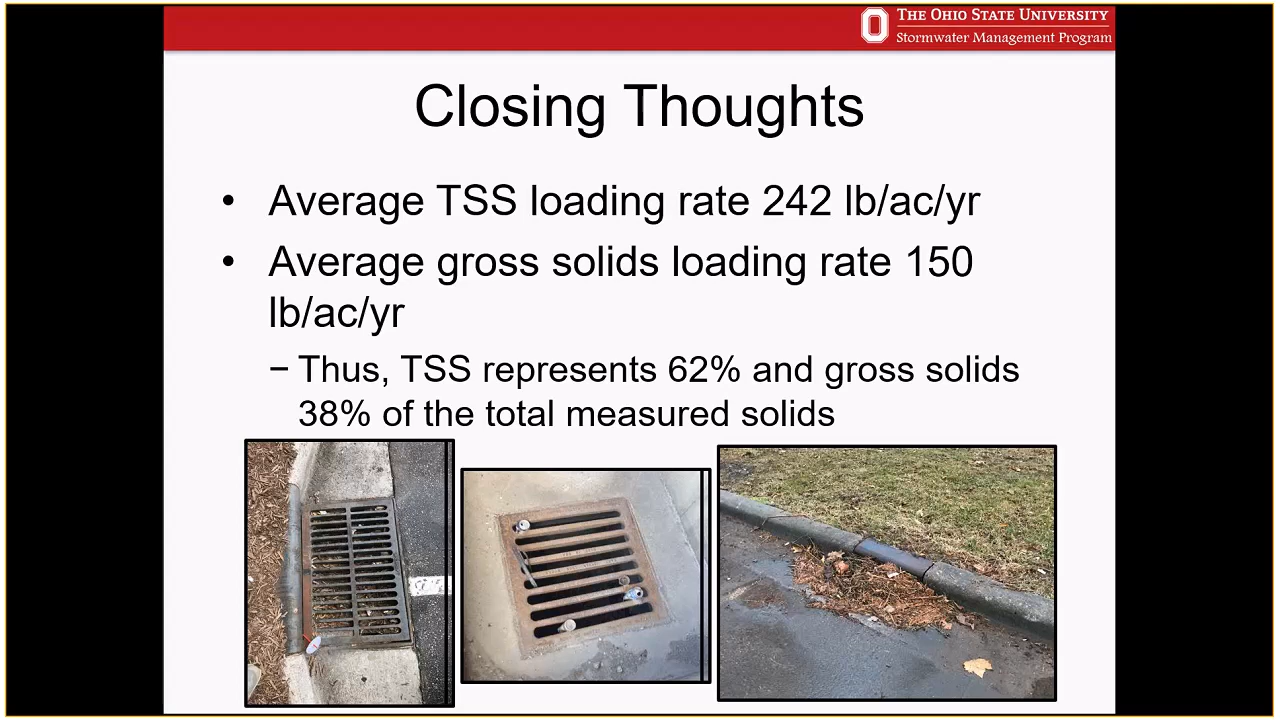 THE OHIO STATE UNIVERSITY
Stormwater Management Program
Closing Thoughts
• Average TSS loading rate 242 lb/ac/yr
• Average gross solids loading rate 150
lb/ac/yr
− Thus, TSS represents 62% and gross solids
38% of the total measured solids